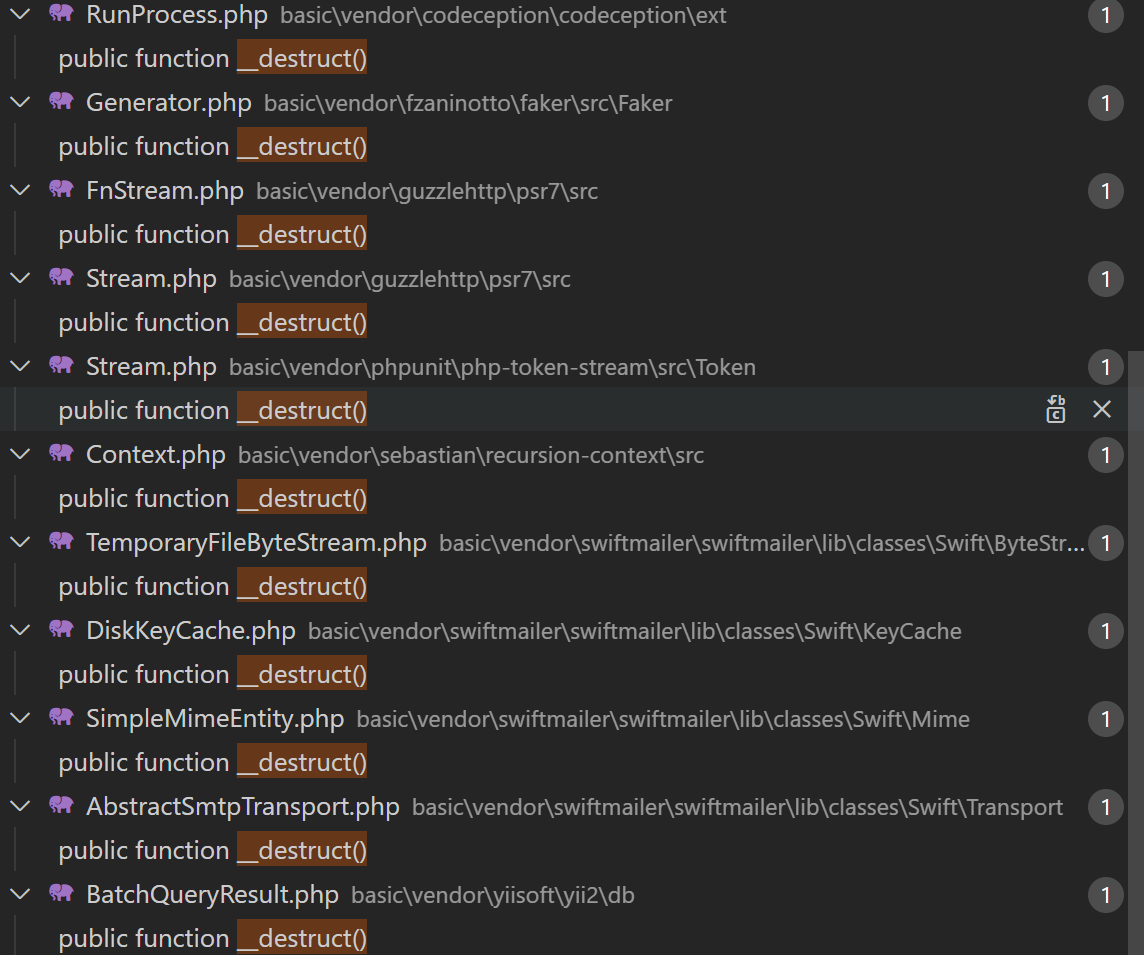 RunProcess.php basic\vendor\codeception\codeception\ext 1
public function __destruct()
Generator.php basic\vendor\fzaninotto\faker\src\Faker 1
public function __destruct()
FnStream.php basic\vendor\guzzlehttp\psr7\src 1
public function __destruct()
Stream.php basic\vendor\guzzlehttp\psr7\src 1
public function __destruct()
Stream.php basic\vendor\phpunit\php-token-stream\src\Token 1
public function __destruct()
Context.php basic\vendor\sebastian\recursion-context\src 1
public function __destruct()
TemporaryFileByteStream.php basic\vendor\swiftmailer\swiftmailer\lib\classes\Swift\ByteStr... 1
public function __destruct()
DiskKeyCache.php basic\vendor\swiftmailer\swiftmailer\lib\classes\Swift\KeyCache 1
public function __destruct()
SimpleMimeEntity.php basic\vendor\swiftmailer\swiftmailer\lib\classes\Swift\Mime 1
public function __destruct()
AbstractSmtpTransport.php basic\vendor\swiftmailer\swiftmailer\lib\classes\Swift\Transport 1
public function __destruct()
BatchQueryResult.php basic\vendor\yiisoft\yii2\db 1
public function __destruct()